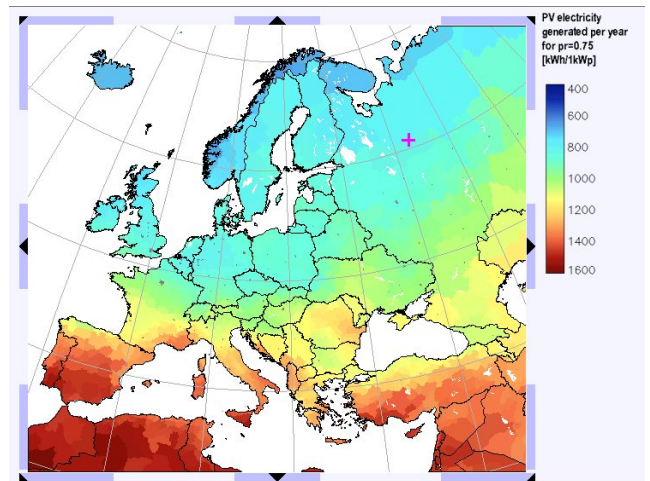 PV electricity
generated per year
for pr=0.75
[kWh/1kWp]
400
600
800
1000
1200
1400
1600